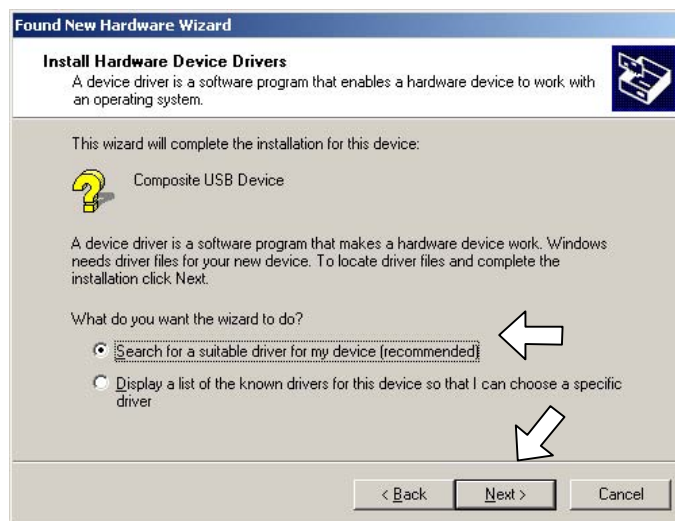 Found New Hardware Wizard
Install Hardware Device Drivers
A device driver is a software program that enables a hardware device to work with
an operating system.
This wizard will complete the installation for this device:
Composite USB Device
A device driver is a software program that makes a hardware device work. Windows
needs driver files for your new device. To locate driver files and complete the
installation click Next.
What do you want the wizard to do?
Search for a suitable driver for my device (recommended)
Display a list of the known drivers for this device so that I can choose a specific
driver
< Back
Next >
Cancel